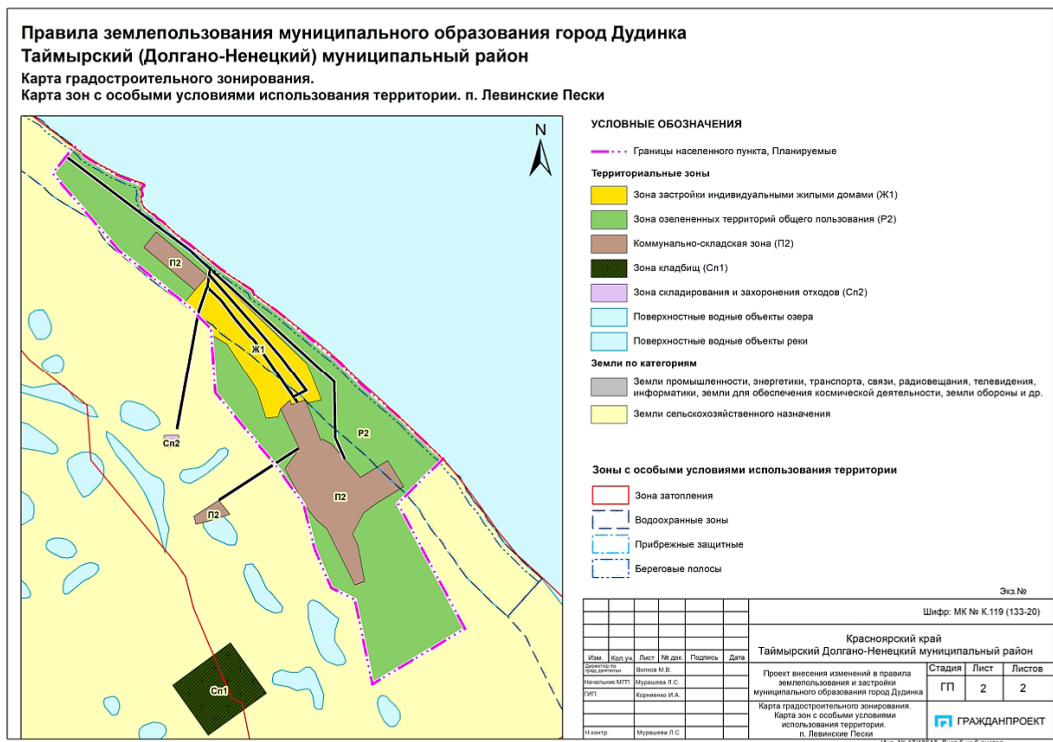 Правила землепользования муниципального образования город Дудинка
Таймырский (Долгано-Ненецкий) муниципальный район
Карта градостроительного зонирования.
Карта зон с особыми условиями использования территории. п. Левинские Пески
N
П2
Ж1
Р2
Сп2
П2
П2
Сп1
УСЛОВНЫЕ ОБОЗНАЧЕНИЯ
Границы населенного пункта, Планируемые
Территориальные зоны
Зона застройки индивидуальными жилыми домами (Ж1)
Зона озелененных территорий общего пользования (Р2)
Коммунально-складская зона (П2)
Зона кладбищ (Сп1)
Зона складирования и захоронения отходов (Сп2)
Поверхностные водные объекты озера
Поверхностные водные объекты реки
Земли по категориям
Земли промышленности, энергетики, транспорта, связи, радиовещания, телевидения,
информатики, земли для обеспечения космической деятельности, земли обороны и др.
Земли сельскохозяйственного назначения
Зоны с особыми условиями использования территории
Зона затопления
Водоохранные зоны
Прибрежные защитные
Береговые полосы
Экз.№
Шифр: МК № К.119 (133-20)
Красноярский край
Таймырский Долгано-Ненецкий муниципальный район
Изм. Кол.уч. Лист № док. Подпись Дата
Директор по
град.деятельн. Волков М.В.
Начальник МТП Мурашева Л.С.
ГИП Корниенко И.А.
Н.контр. Мурашева Л.С
Проект внесения изменений в правила
землепользования и застройки
муниципального образования город Дудинка
Стадия Лист Листов
ГП 2 2
Карта градостроительного зонирования.
Карта зон с особыми условиями
использования территории.
п. Левинские Пески
ГРАЖДАНПРОЕКТ